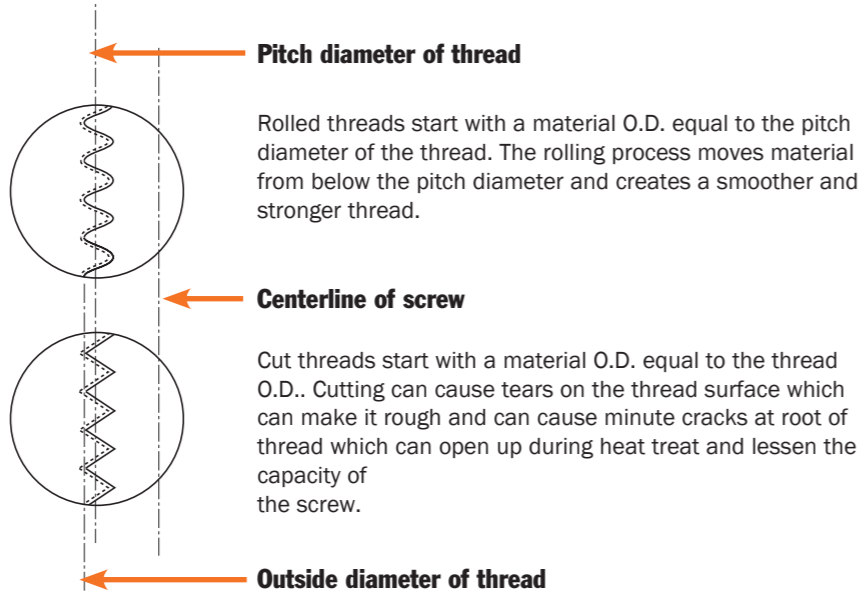 Pitch diameter of thread
Rolled threads start with a material O.D. equal to the pitch
diameter of the thread. The rolling process moves material
from below the pitch diameter and creates a smoother and
stronger thread.
Centerline of screw
Cut threads start with a material O.D. equal to the thread
O.D.. Cutting can cause tears on the thread surface which
can make it rough and can cause minute cracks at root of
thread which can open up during heat treat and lessen the
capacity of
the screw.
Outside diameter of thread